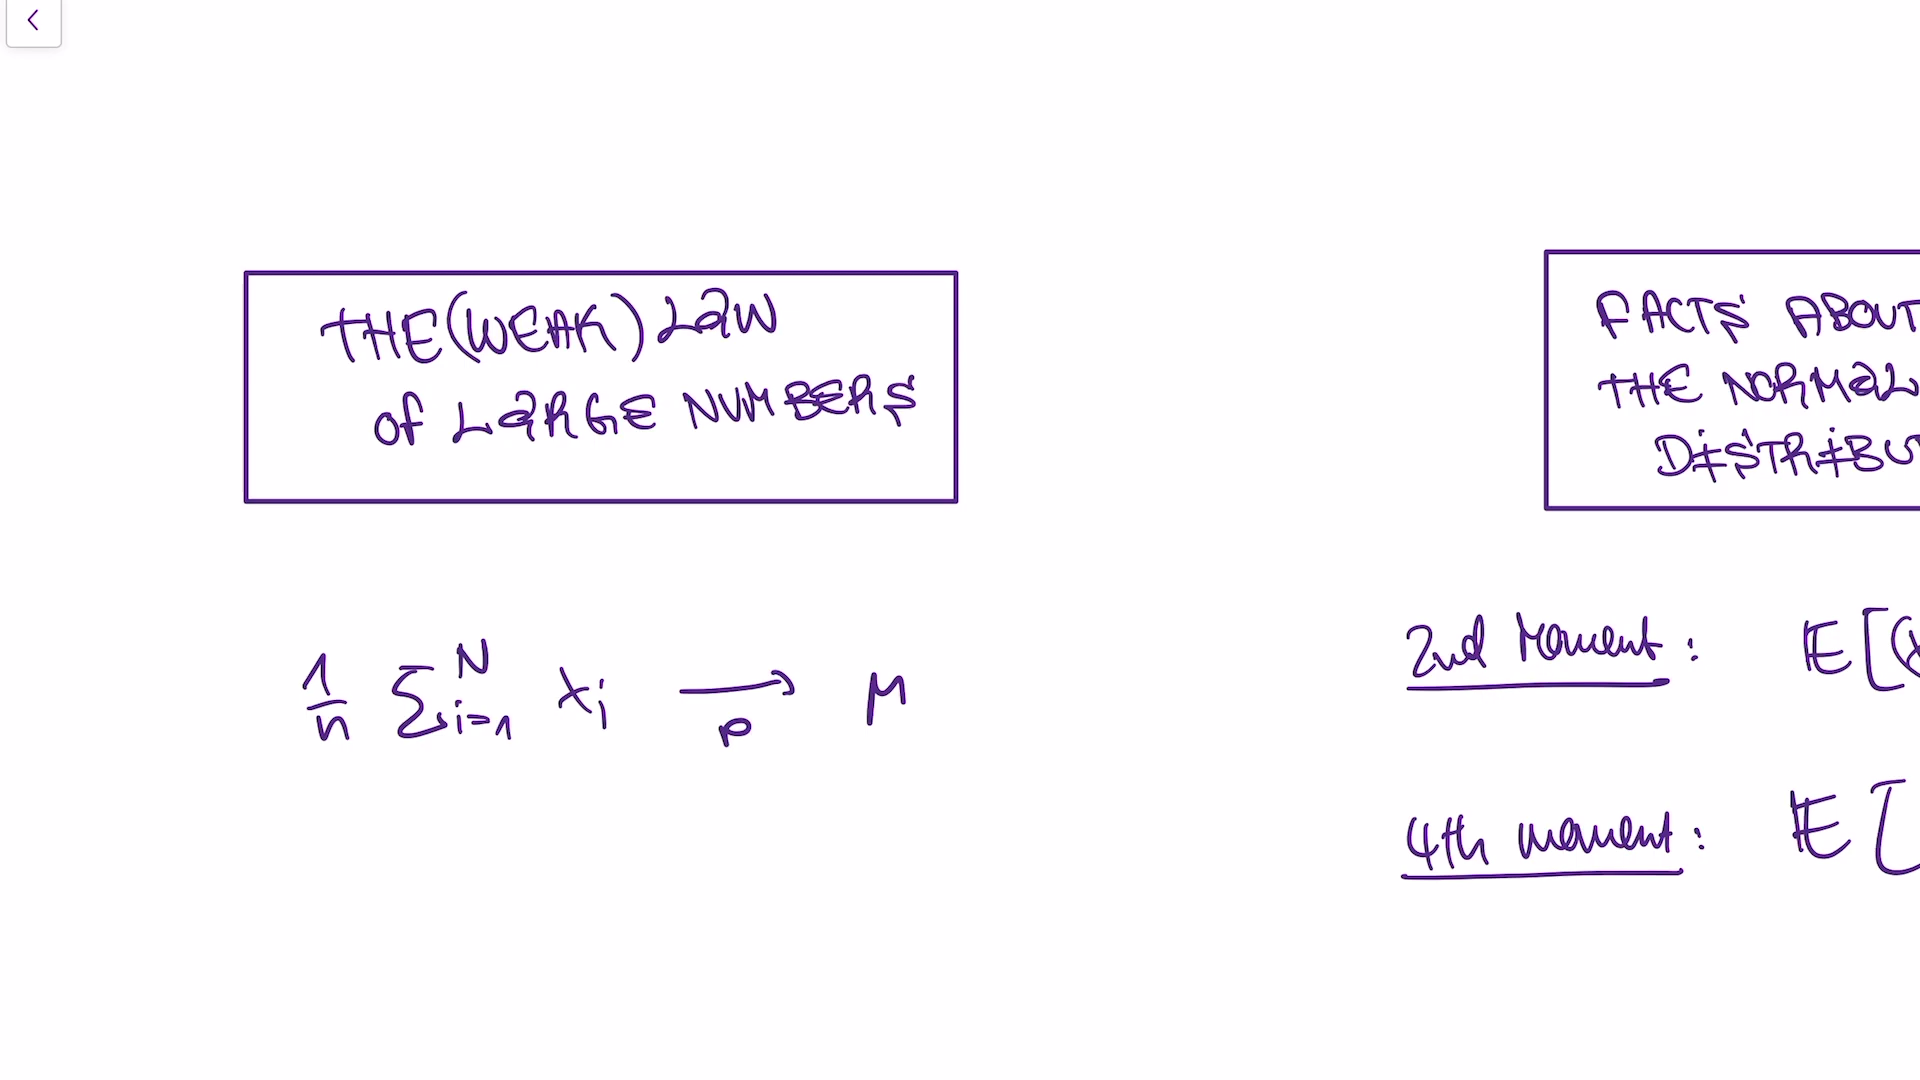 THE (WEAK) LAW
OF LARGE NUMBERS
1/n ∑_{i=1}^{N} x_i →_p μ
FACTS ABOUT
THE NORMAL
DISTRIBU
2nd Moment : E[(
4th moment : E[